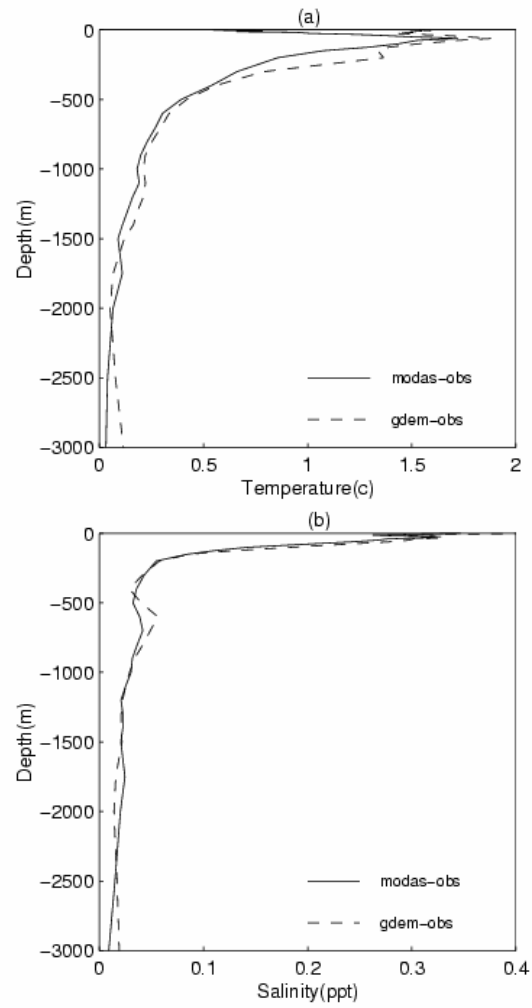 (a)
0
−500
−1000
−1500
−2000
−2500
−3000
Depth(m)
modas−obs
gdem−obs
0
0.5
1
1.5
2
Temperature(c)
(b)
0
−500
−1000
−1500
−2000
−2500
−3000
Depth(m)
modas−obs
gdem−obs
0
0.1
0.2
0.3
0.4
Salinity(ppt)